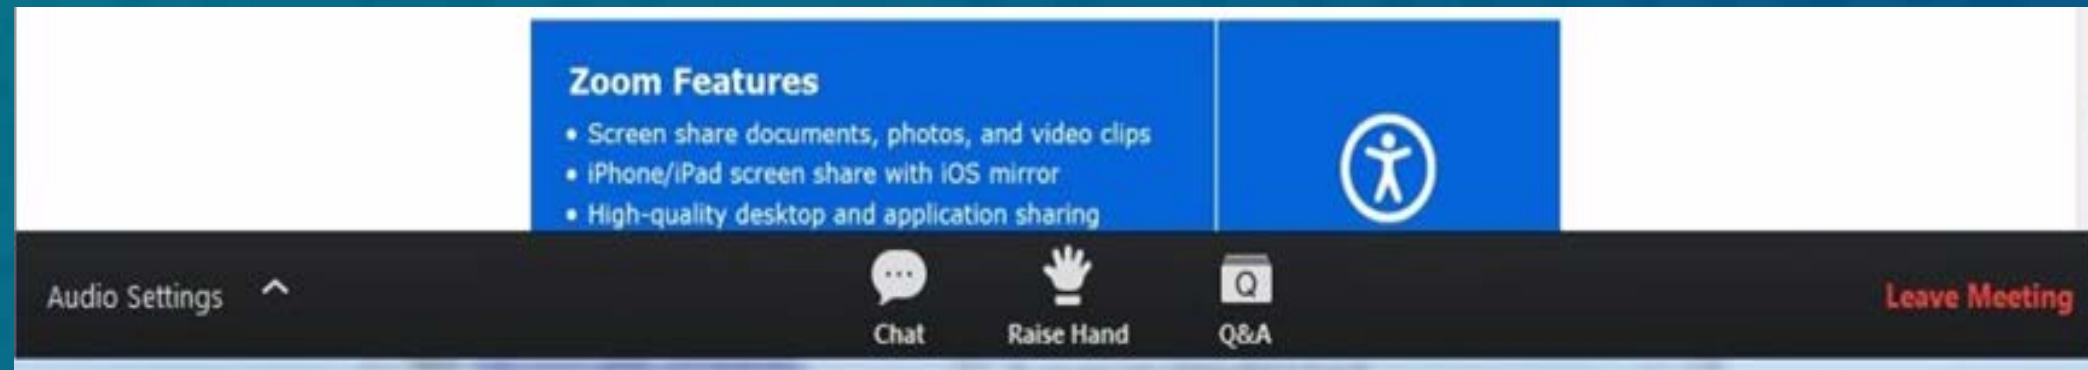 Zoom Features
• Screen share documents, photos, and video clips
• iPhone/iPad screen share with iOS mirror
• High-quality desktop and application sharing
Audio Settings
Chat
Raise Hand
Q
Q&A
Leave Meeting